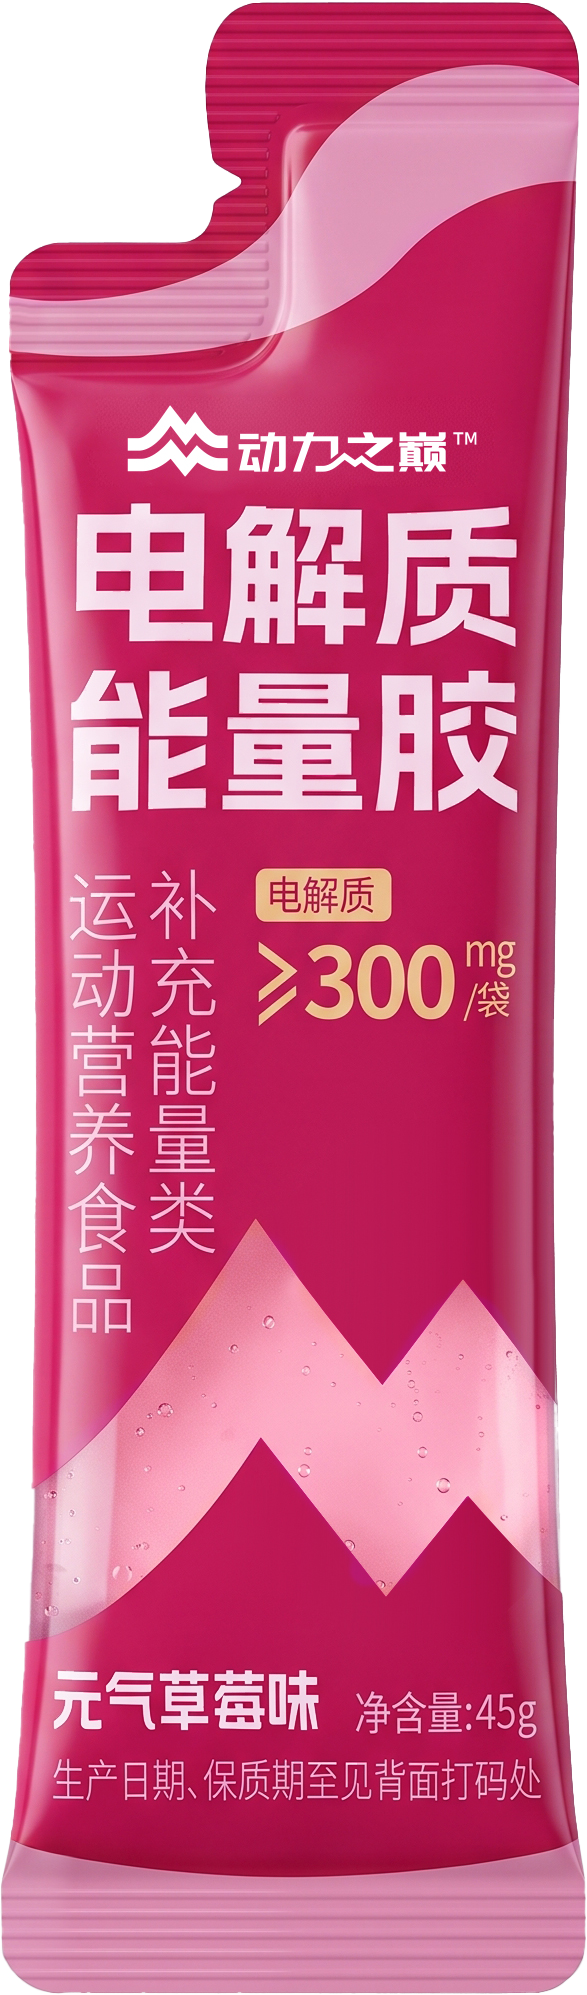 动力之巅™
电解质
能量胶
补充能量类
运动营养食品
电解质
≥300mg/袋
元气草莓味
净含量:45g
生产日期、保质期至见背面打码处